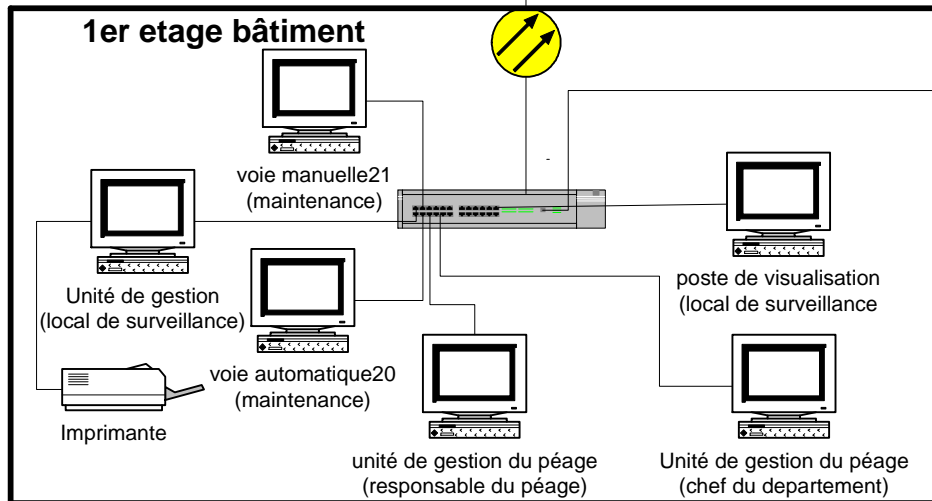 1er etage bâtiment
voie manuelle21
(maintenance)
Unité de gestion
(local de surveillance)
poste de visualisation
(local de surveillance
voie automatique20
(maintenance)
Imprimante
unité de gestion du péage
(responsable du péage)
Unité de gestion du péage
(chef du departement)